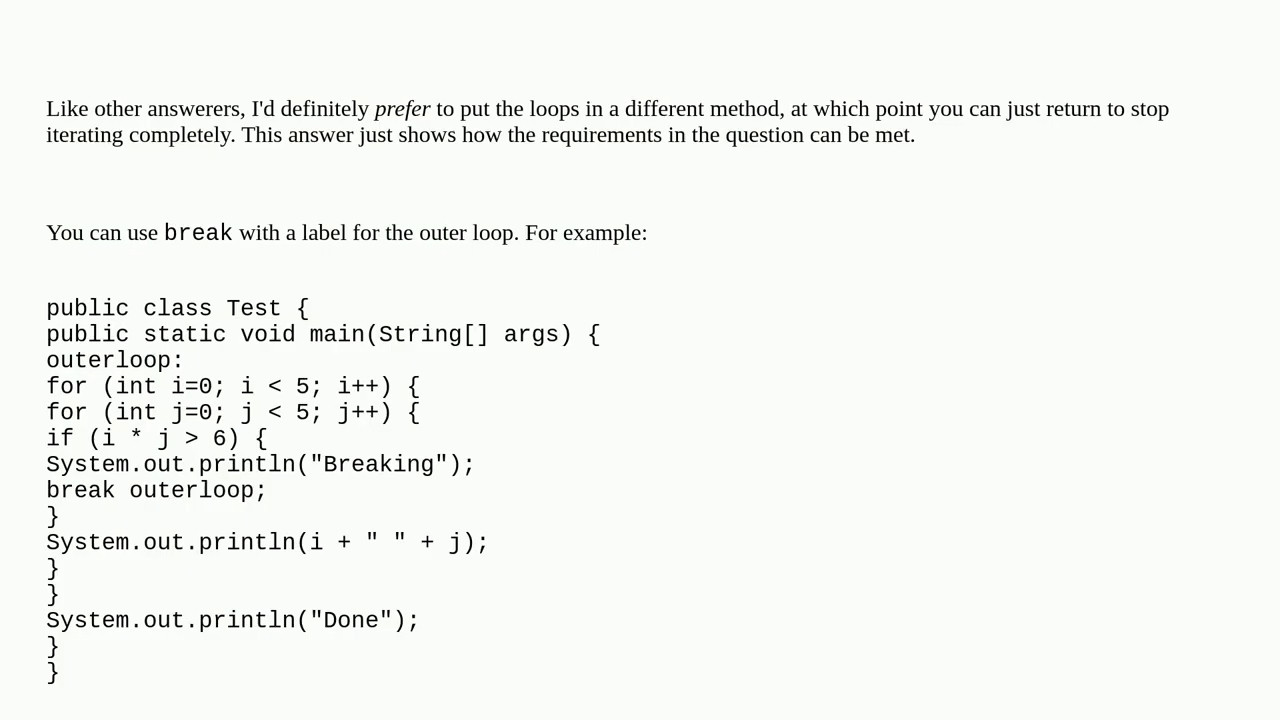 Like other answerers, I'd definitely prefer to put the loops in a different method, at which point you can just return to stop
iterating completely. This answer just shows how the requirements in the question can be met.
You can use break with a label for the outer loop. For example:
public class Test {
public static void main(String[] args) {
outerloop:
for (int i=0; i < 5; i++) {
for (int j=0; j < 5; j++) {
if (i * j > 6) {
System.out.println("Breaking");
break outerloop;
}
System.out.println(i + " " + j);
}
}
System.out.println("Done");
}
}